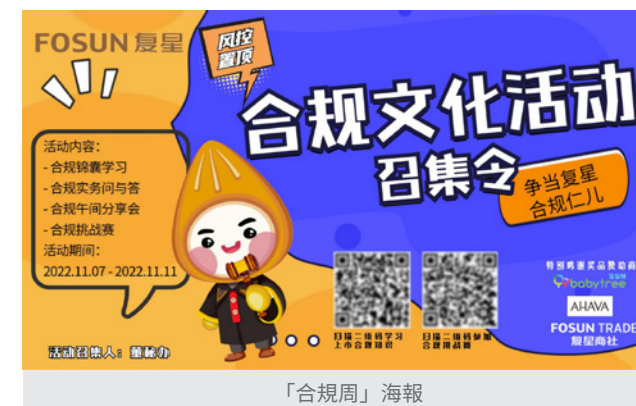 FOSUN 复星
风控
置顶
合规文化活动
召集令
争当复星
合规仁儿
活动内容：
- 合规锦囊学习
- 合规实务问与答
- 合规午间分享会
- 合规挑战赛
活动期间：
2022.11.07 - 2022.11.11
活动召集人：董秘办
扫描二维码学习
上市合规知识
扫描二维码参加
合规挑战赛
特别鸣谢奖品赞助商
宝宝树
babytree
AHAVA
FOSUN TRADE
复星商社
「合規周」海報